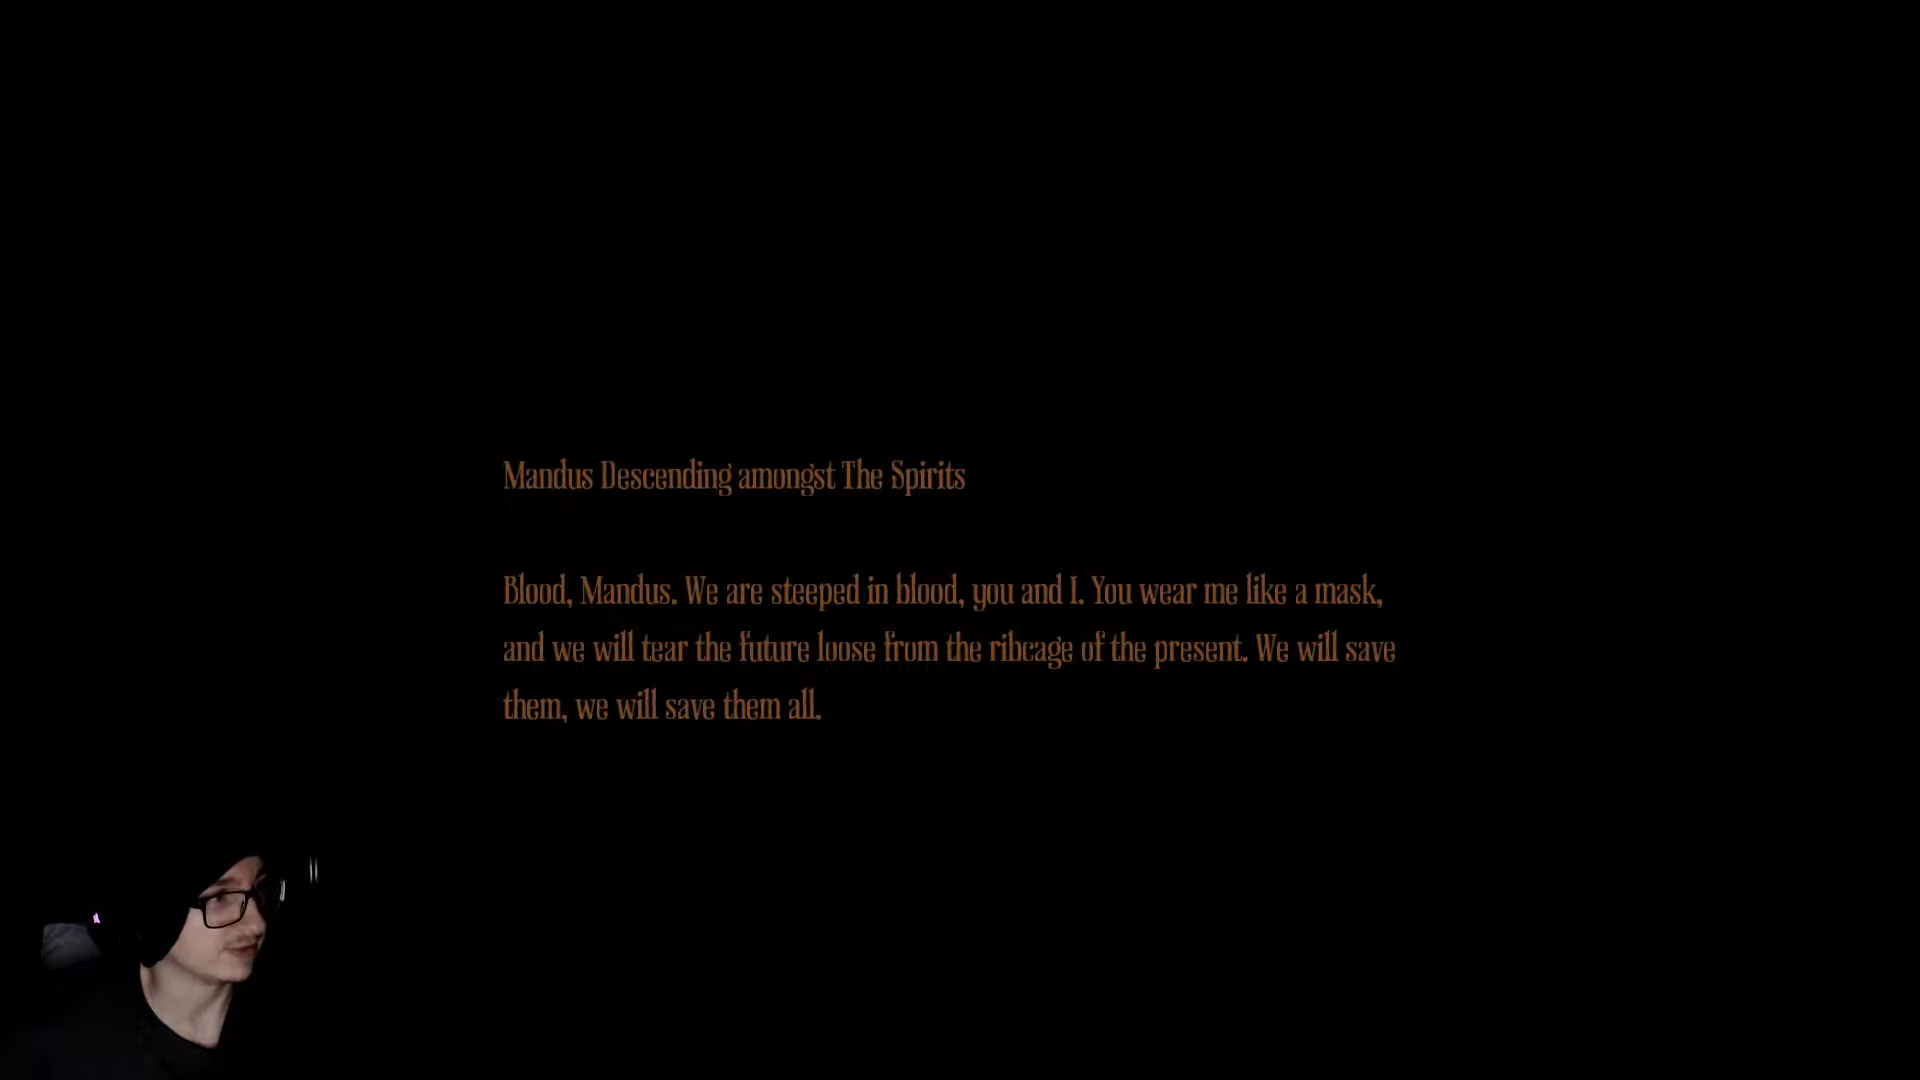 Mandus Descending amongst The Spirits
Blood, Mandus. We are steeped in blood, you and I. You wear me like a mask,
and we will tear the future loose from the ribcage of the present. We will save
them, we will save them all.